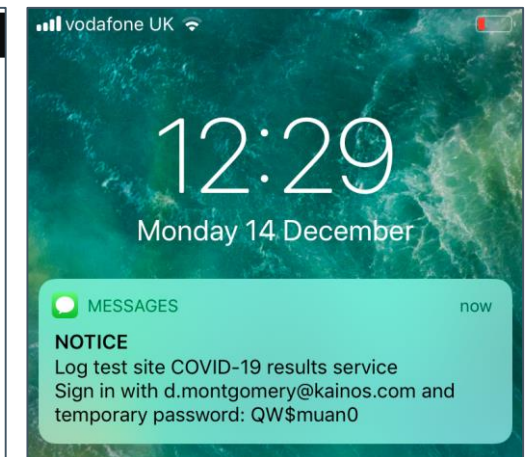 vodafone UK
12:29
Monday 14 December
MESSAGES now
NOTICE
Log test site COVID-19 results service
Sign in with d.montgomery@kainos.com and
temporary password: QW$muan0